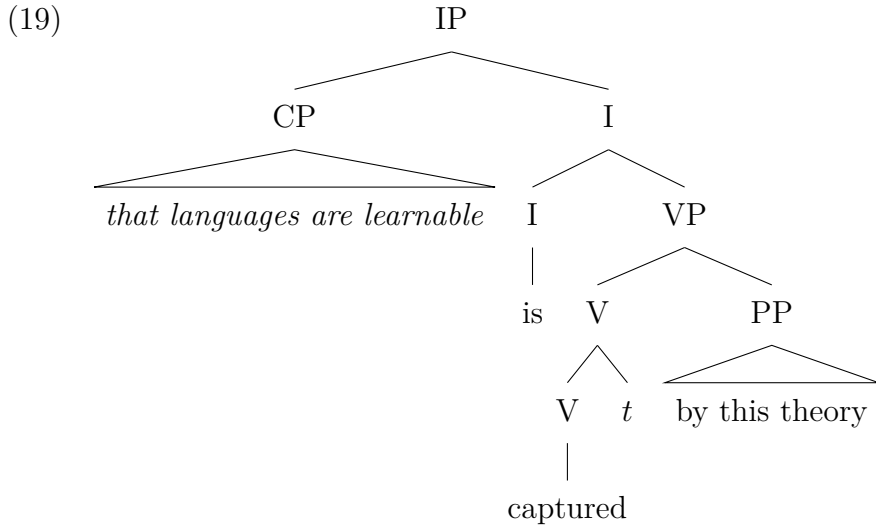 (19) IP
CP I
that languages are learnable I VP
is V PP
V t by this theory
captured